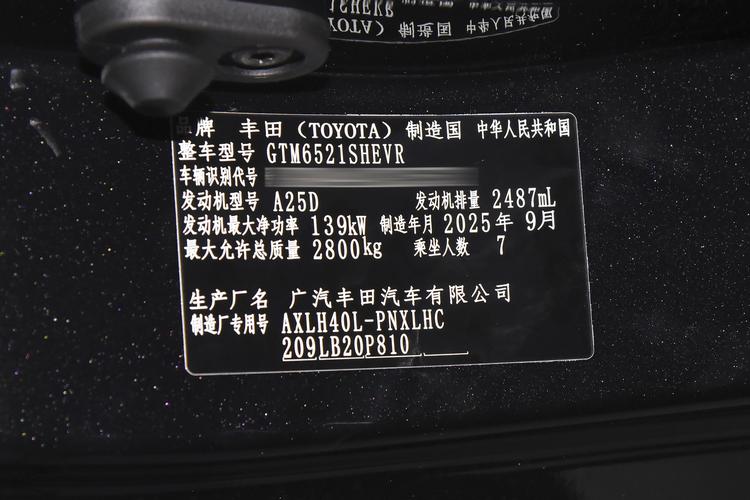 品牌 丰田（TOYOTA）制造国 中华人民共和国
整车型号 GTM6521SHEVR
车辆识别代号
发动机型号 A25D 发动机排量 2487mL
发动机最大净功率 139kW 制造年月 2025年 9月
最大允许总质量 2800kg 乘坐人数 7
生产厂名 广汽丰田汽车有限公司
制造厂专用号 AXLH40L-PNXLHC
209LB20P810